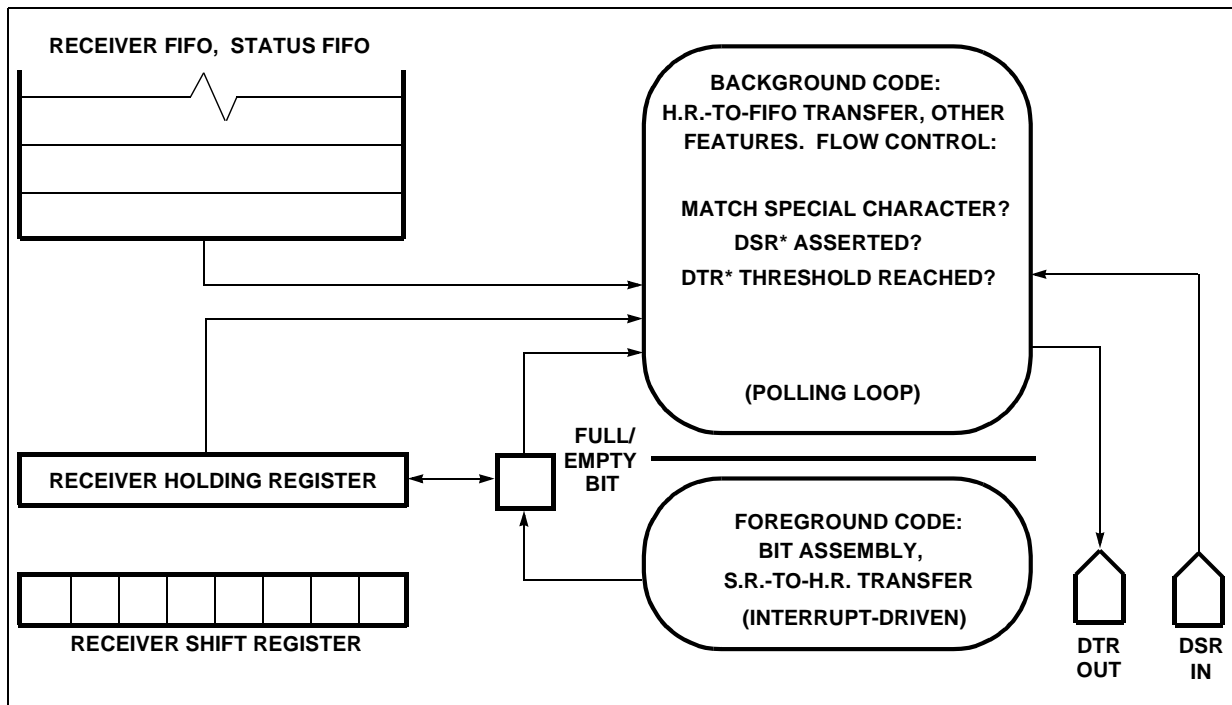 RECEIVER FIFO,  STATUS FIFO
BACKGROUND CODE:
H.R.-TO-FIFO TRANSFER, OTHER
FEATURES.  FLOW CONTROL:
MATCH SPECIAL CHARACTER?
DSR* ASSERTED?
DTR* THRESHOLD REACHED?
(POLLING LOOP)
FULL/
EMPTY
BIT
RECEIVER HOLDING REGISTER
FOREGROUND CODE:
BIT ASSEMBLY,
S.R.-TO-H.R. TRANSFER
(INTERRUPT-DRIVEN)
RECEIVER SHIFT REGISTER
DTR
OUT
DSR
IN